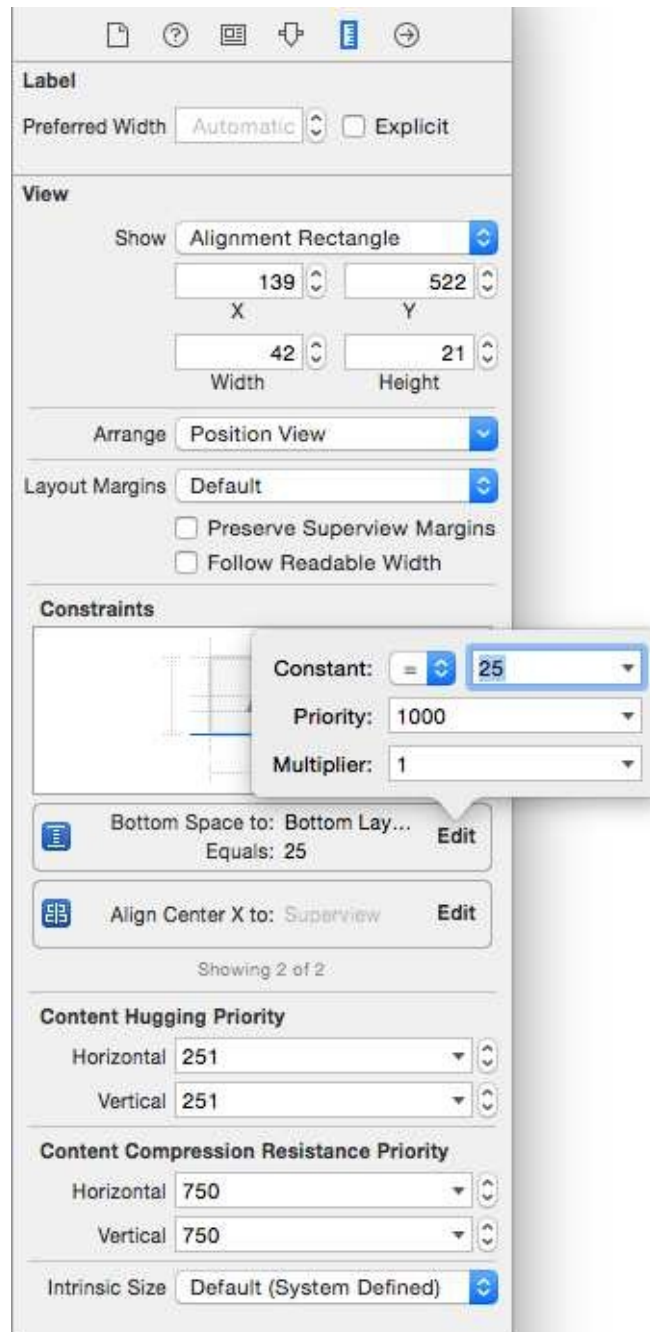 Label
Preferred Width Automatic Explicit
View
Show Alignment Rectangle
139 522
X Y
42 21
Width Height
Arrange Position View
Layout Margins Default
Preserve Superview Margins
Follow Readable Width
Constraints
Constant: = 25
Priority: 1000
Multiplier: 1
Bottom Space to: Bottom Lay... Edit
Equals: 25
Align Center X to: Superview Edit
Showing 2 of 2
Content Hugging Priority
Horizontal 251
Vertical 251
Content Compression Resistance Priority
Horizontal 750
Vertical 750
Intrinsic Size Default (System Defined)